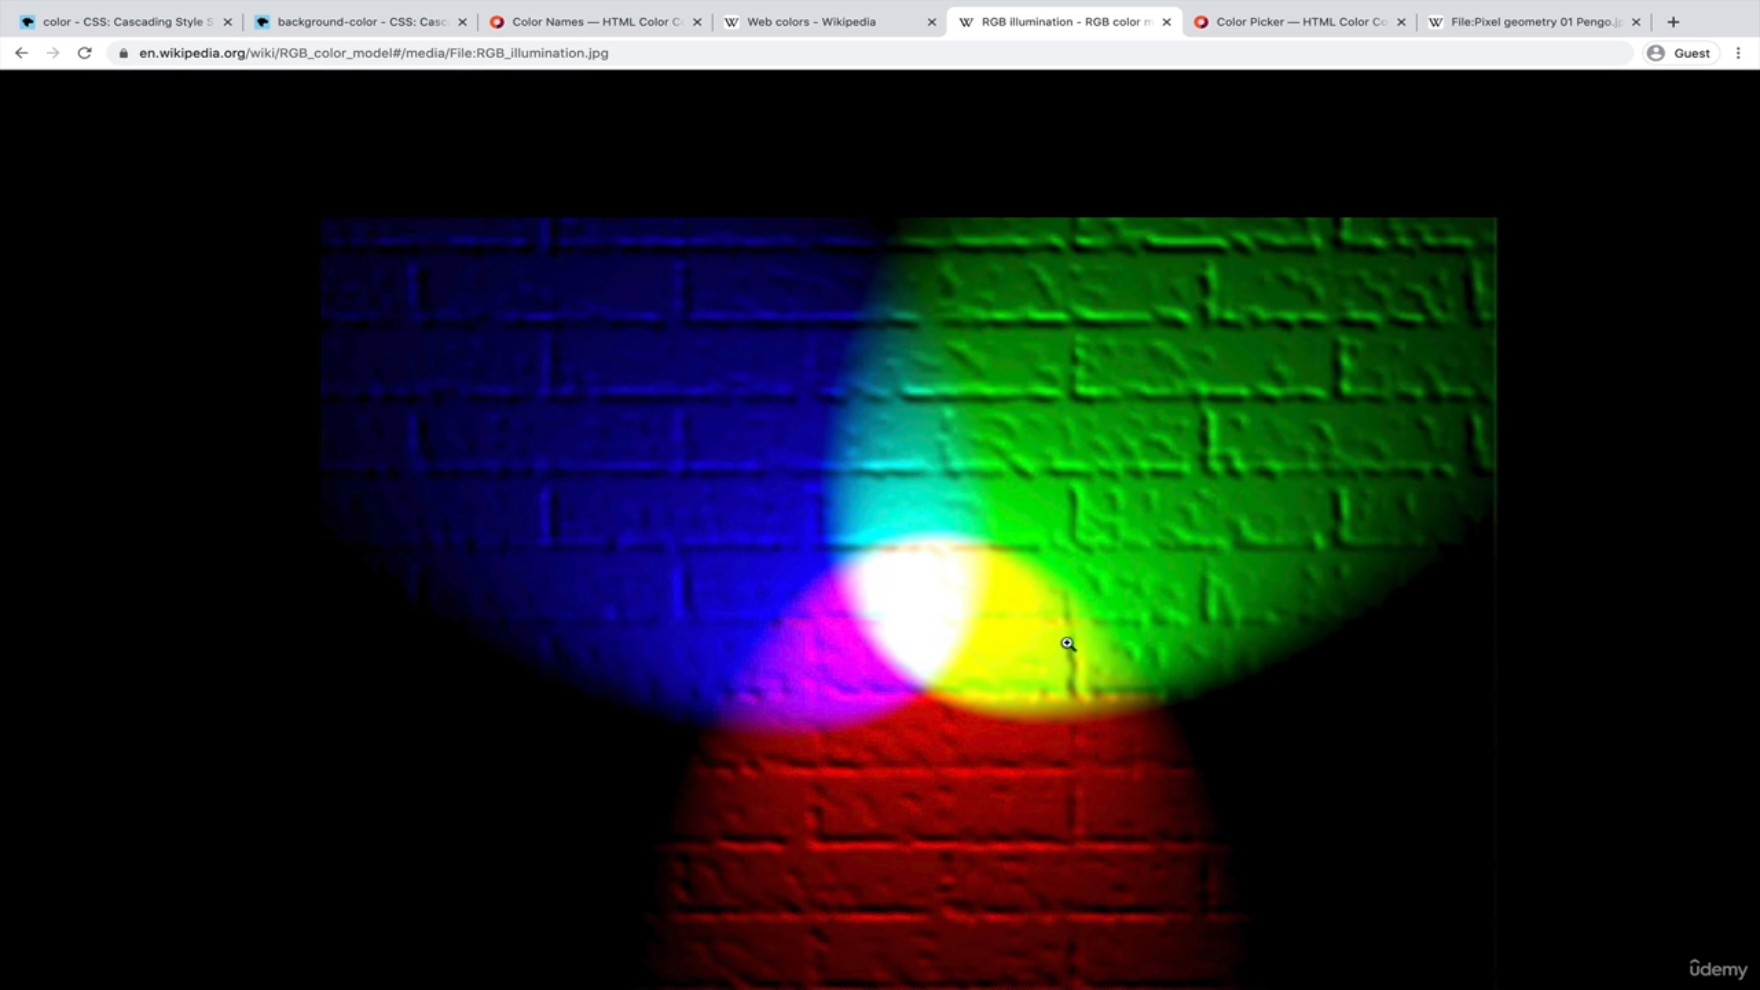 color - CSS: Cascading Style S
background-color - CSS: Casc
Color Names — HTML Color C
Web colors - Wikipedia
RGB illumination - RGB color m
Color Picker — HTML Color Co
File:Pixel geometry 01 Pengo.jp
en.wikipedia.org/wiki/RGB_color_model#/media/File:RGB_illumination.jpg
Guest
ûdemy